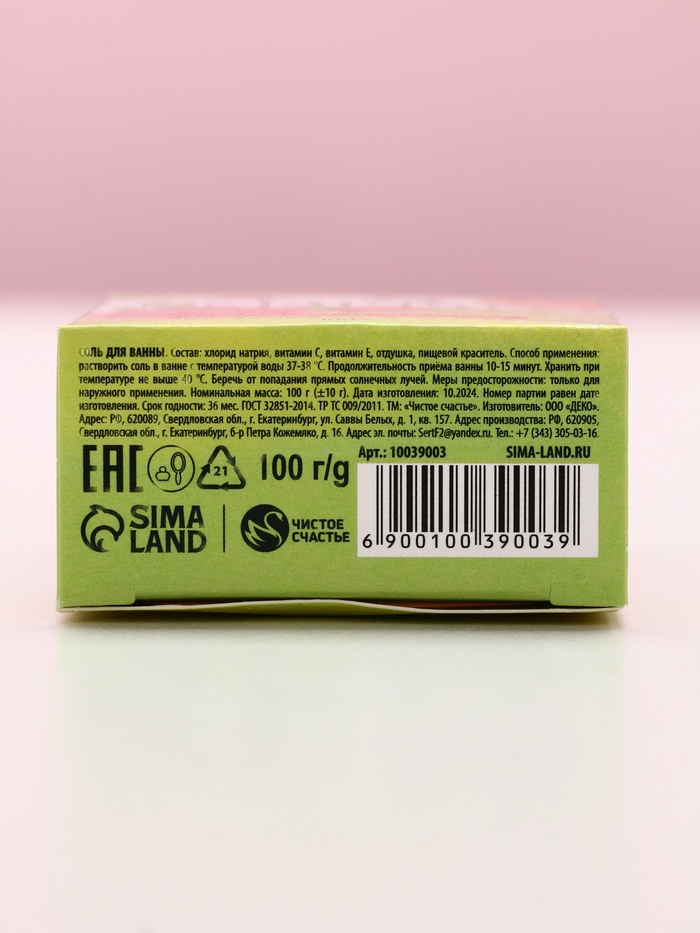 СОЛЬ ДЛЯ ВАННЫ. Состав: хлорид натрия, витамин С, витамин Е, отдушка, пищевой краситель. Способ применения:
растворить соль в ванне с температурой воды 37-38 °С. Продолжительность приёма ванны 10-15 минут. Хранить при
температуре не выше 40 °С. Беречь от попадания прямых солнечных лучей. Меры предосторожности: только для
наружного применения. Номинальная масса: 100 г (±10 г). Дата изготовления: 10.2024. Номер партии равен дате
изготовления. Срок годности: 36 мес. ГОСТ 32851-2014. ТР ТС 009/2011. ТМ: «Чистое счастье». Изготовитель: ООО «ДЕКО».
Адрес: РФ, 620089, Свердловская обл., г. Екатеринбург, ул. Саввы Белых, д. 1, кв. 157. Адрес производства: РФ, 620905,
Свердловская обл., г. Екатеринбург, б-р Петра Кожемяко, д. 16. Адрес эл. почты: SertF2@yandex.ru. Тел.: +7 (343) 305-03-16.
Арт.: 10039003 SIMA-LAND.RU
EAC 21 100 г/g
SIMA
LAND
ЧИСТОЕ
СЧАСТЬЕ
6 900100 390039